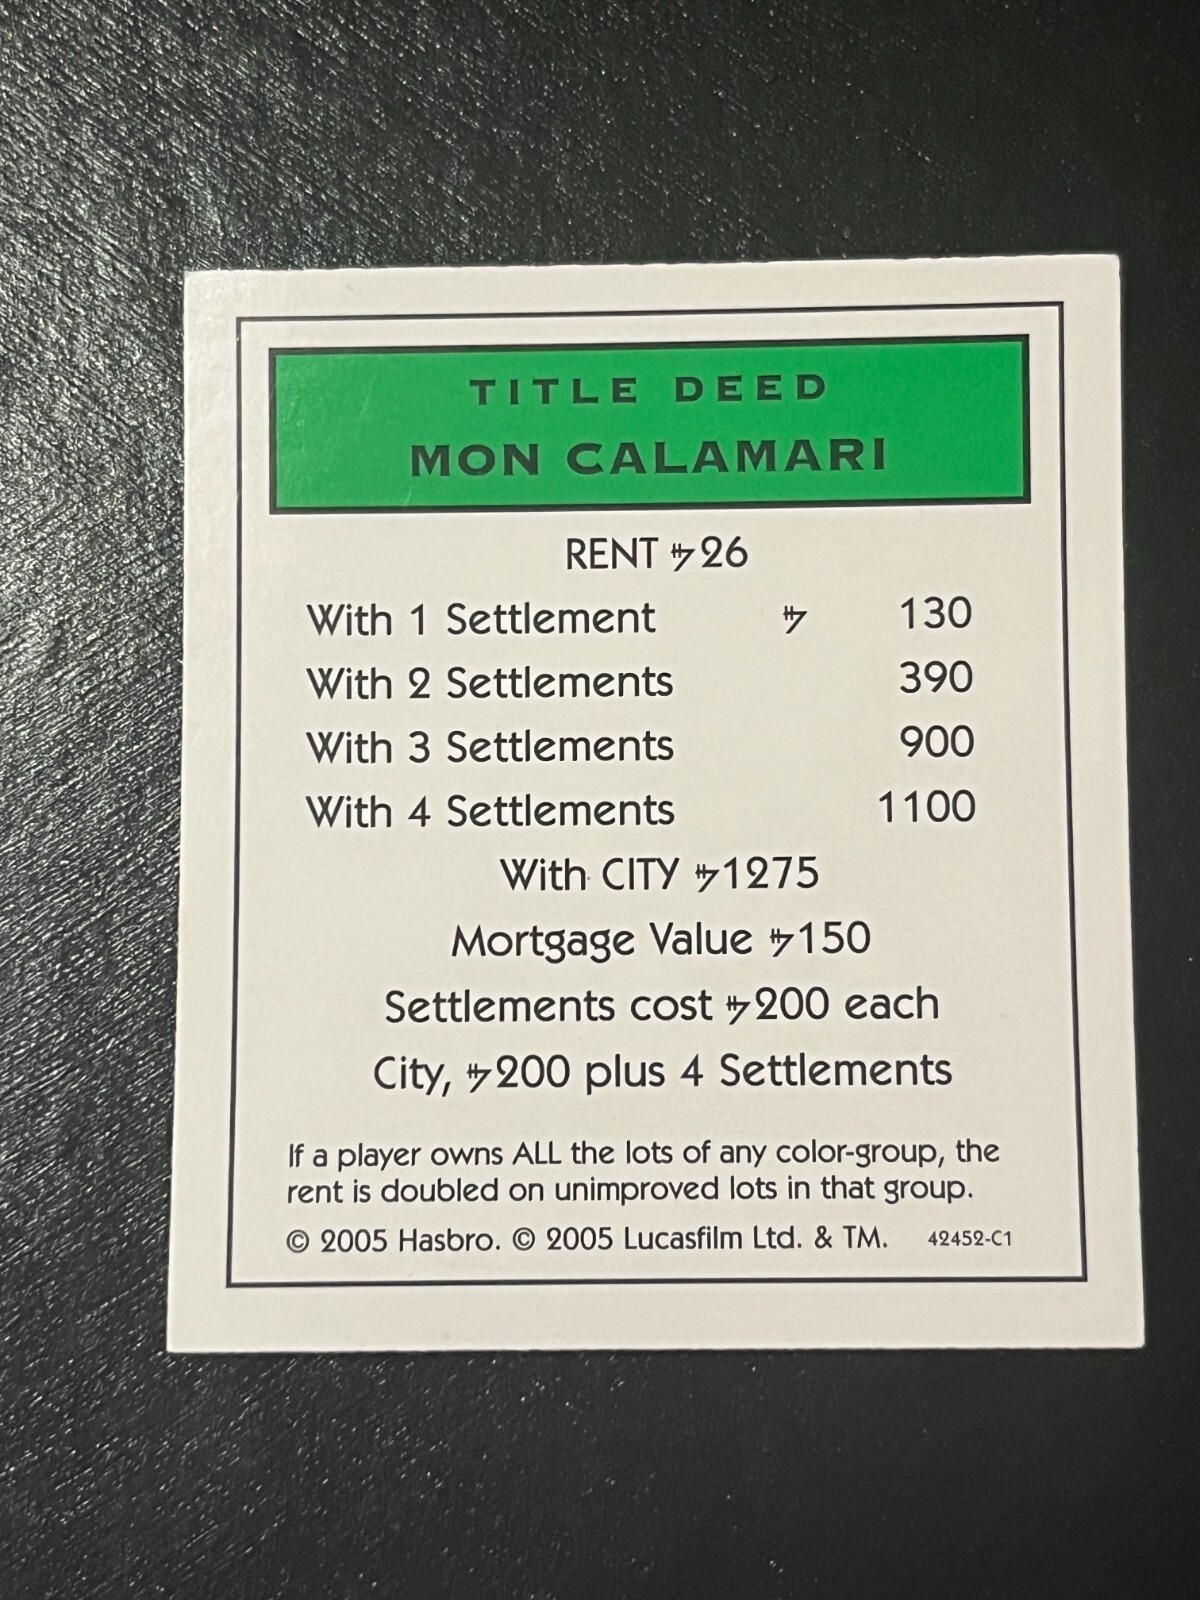 TITLE DEED
MON CALAMARI
RENT 26
With 1 Settlement 130
With 2 Settlements 390
With 3 Settlements 900
With 4 Settlements 1100
With CITY 1275
Mortgage Value 150
Settlements cost 200 each
City, 200 plus 4 Settlements
If a player owns ALL the lots of any color-group, the
rent is doubled on unimproved lots in that group.
© 2005 Hasbro. © 2005 Lucasfilm Ltd. & TM. 42452-C1